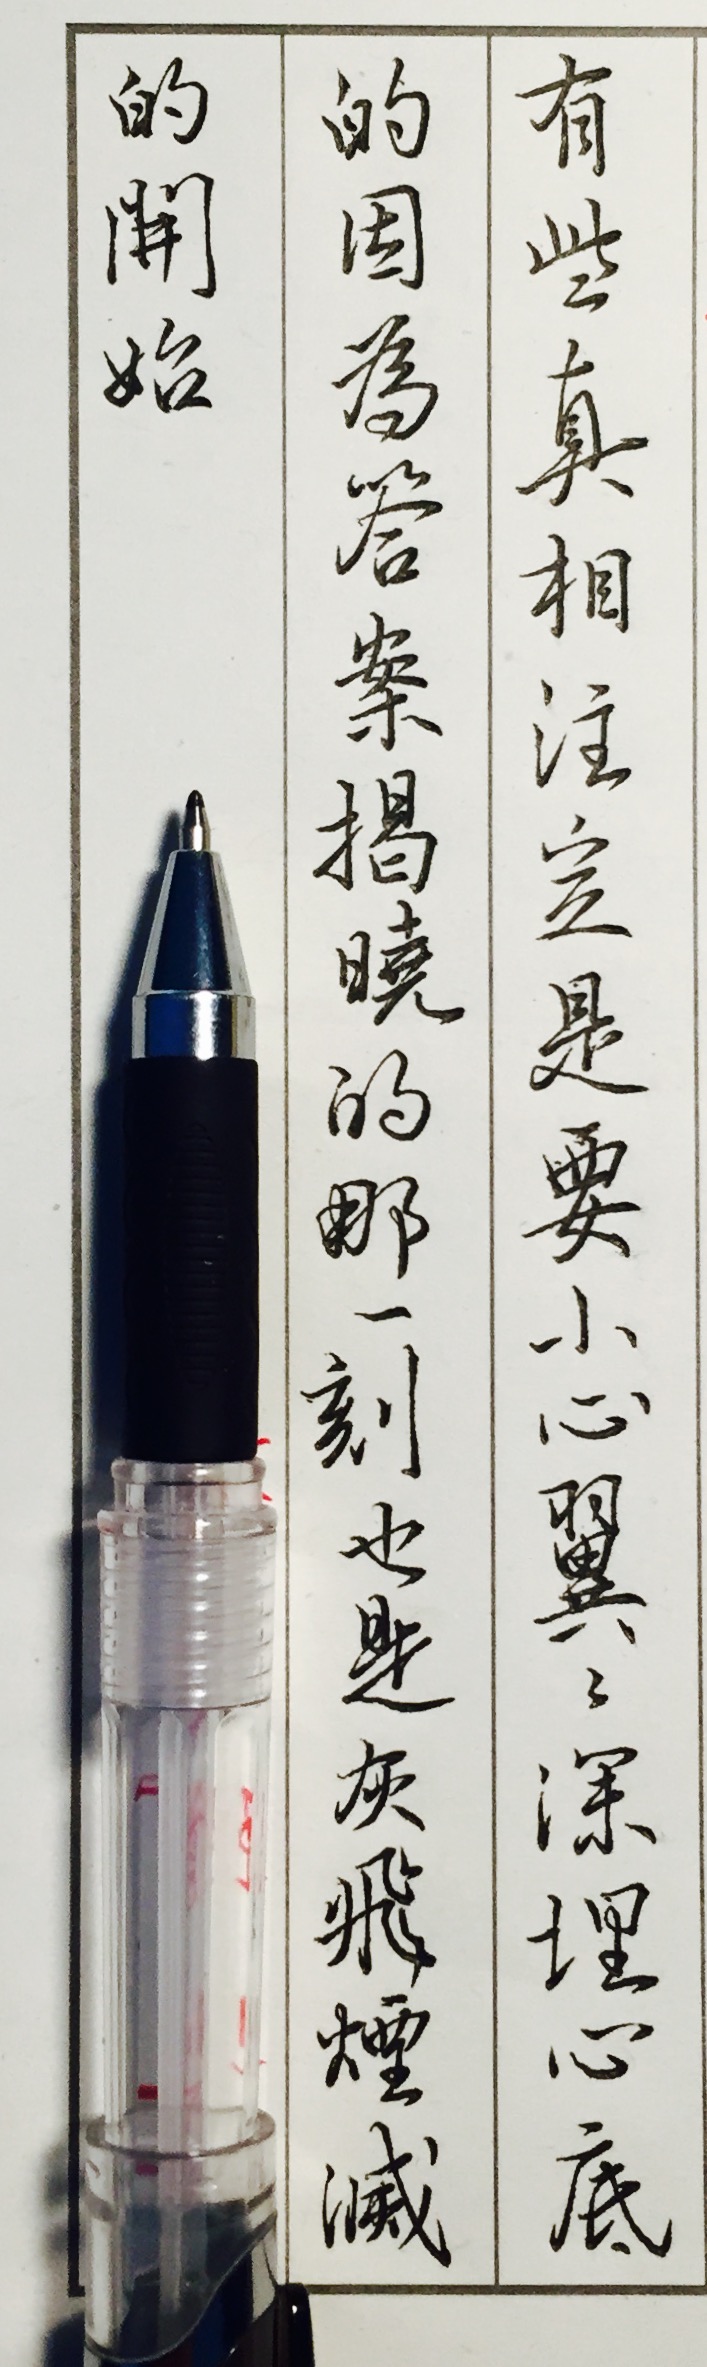 有些真相注定是要小心翼々深埋心底
的因為答案揭曉的那一刻也是灰飛煙滅
的開始